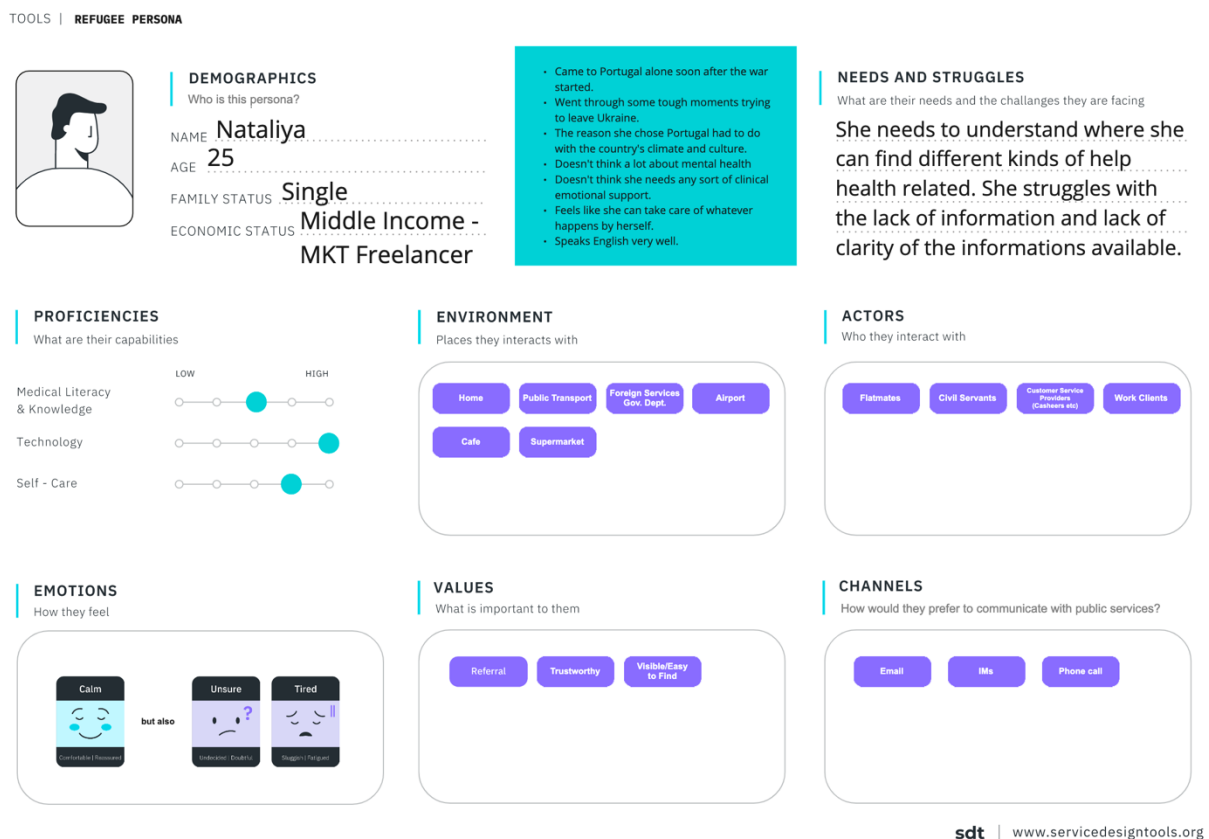 TOOLS | REFUGEE PERSONA
DEMOGRAPHICS
Who is this persona?
NAME Nataliya
AGE 25
FAMILY STATUS Single
ECONOMIC STATUS Middle Income -
MKT Freelancer
• Came to Portugal alone soon after the war
started.
• Went through some tough moments trying
to leave Ukraine.
• The reason she chose Portugal had to do
with the country's climate and culture.
• Doesn't think a lot about mental health
• Doesn't think she needs any sort of clinical
emotional support.
• Feels like she can take care of whatever
happens by herself.
• Speaks English very well.
NEEDS AND STRUGGLES
What are their needs and the challanges they are facing
She needs to understand where she
can find different kinds of help
health related. She struggles with
the lack of information and lack of
clarity of the informations available.
PROFICIENCIES
What are their capabilities
LOW HIGH
Medical Literacy
& Knowledge
Technology
Self - Care
ENVIRONMENT
Places they interacts with
Home
Public Transport
Foreign Services
Gov. Dept.
Airport
Cafe
Supermarket
ACTORS
Who they interact with
Flatmates
Civil Servants
Customer Service
Providers
(Casheers etc)
Work Clients
EMOTIONS
How they feel
Calm
Comfortable | Reassured
but also
Unsure
?
Undecided | Doubtful
Tired
Sluggish | Fatigued
VALUES
What is important to them
Referral
Trustworthy
Visible/Easy
to Find
CHANNELS
How would they prefer to communicate with public services?
Email
IMs
Phone call
sdt | www.servicedesigntools.org